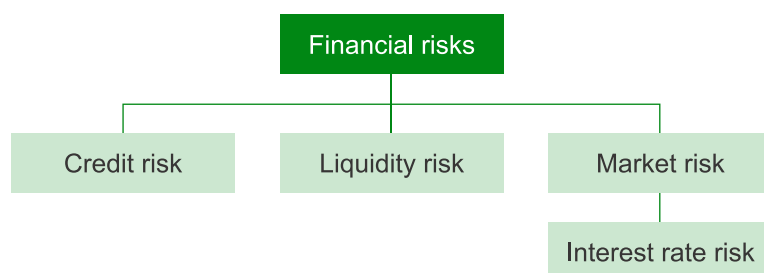 Financial risks
Credit risk
Liquidity risk
Market risk
Interest rate risk